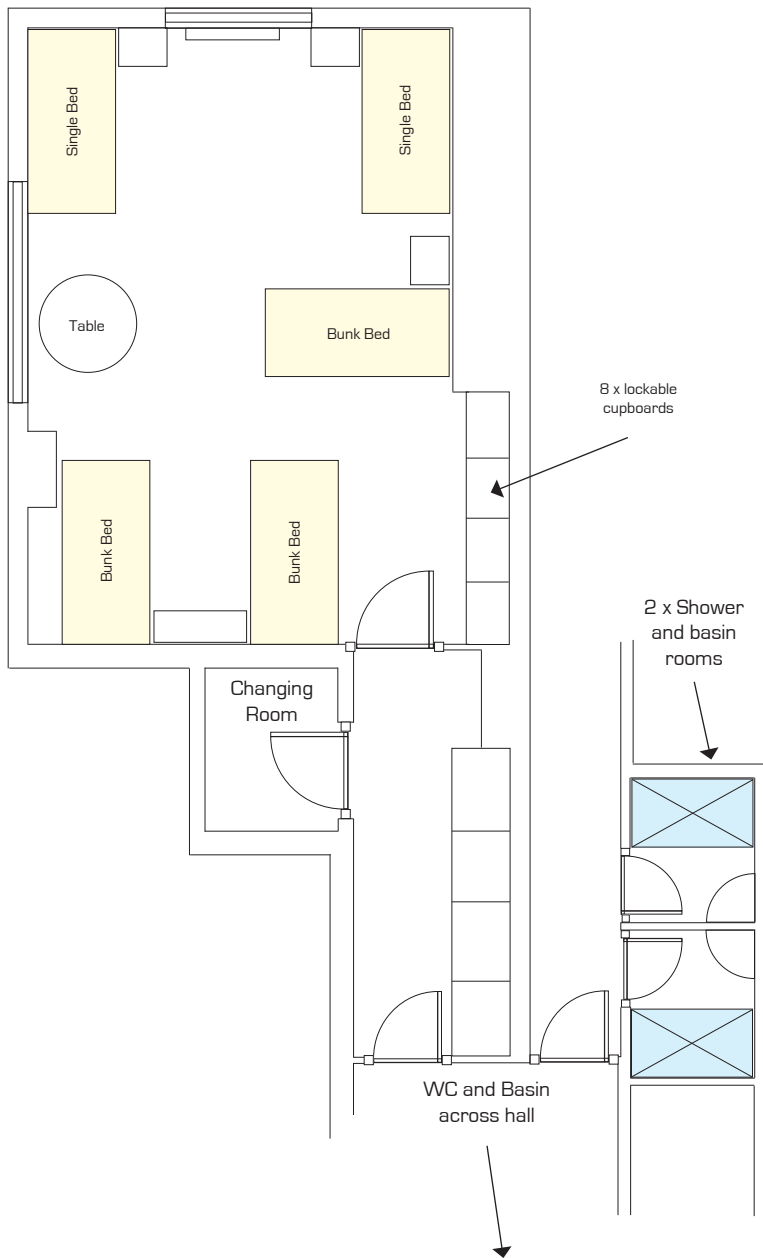 Single Bed
Single Bed
Table
Bunk Bed
8 x lockable
cupboards
Bunk Bed
Bunk Bed
2 x Shower
and basin
rooms
Changing
Room
WC and Basin
across hall